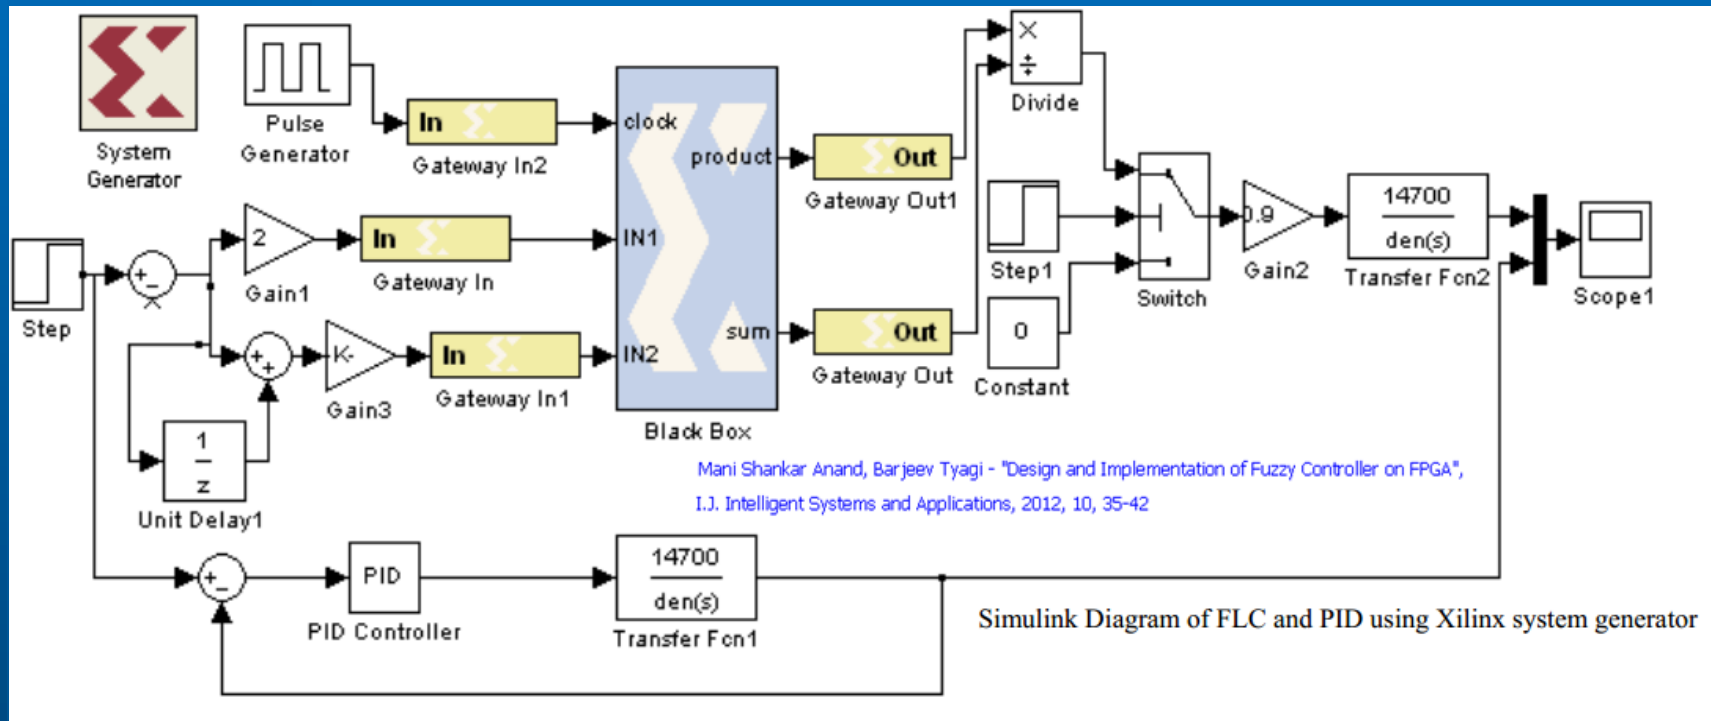 System
Generator
Pulse
Generator
In
Gateway In2
clock
product
Out
Gateway Out1
×
÷
Divide
Step
+
−
2
Gain1
In
Gateway In
IN1
Step1
Switch
0.9
Gain2
14700
den(s)
Transfer Fcn2
Scope1
+
+
K-
Gain3
In
Gateway In1
IN2
sum
Out
Gateway Out
0
Constant
Black Box
1
z
Unit Delay1
Mani Shankar Anand, Barjeev Tyagi - "Design and Implementation of Fuzzy Controller on FPGA",
I.J. Intelligent Systems and Applications, 2012, 10, 35-42
+
−
PID
PID Controller
14700
den(s)
Transfer Fcn1
Simulink Diagram of FLC and PID using Xilinx system generator